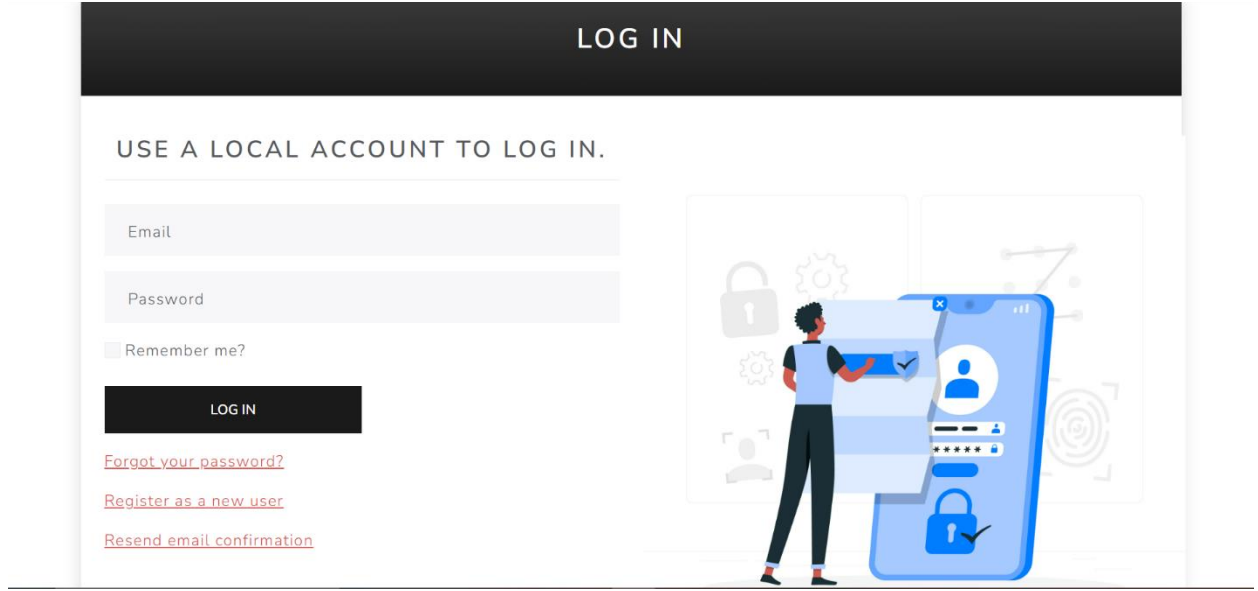 LOG IN
USE A LOCAL ACCOUNT TO LOG IN.
Email
Password
Remember me?
LOG IN
Forgot your password?
Register as a new user
Resend email confirmation
*****